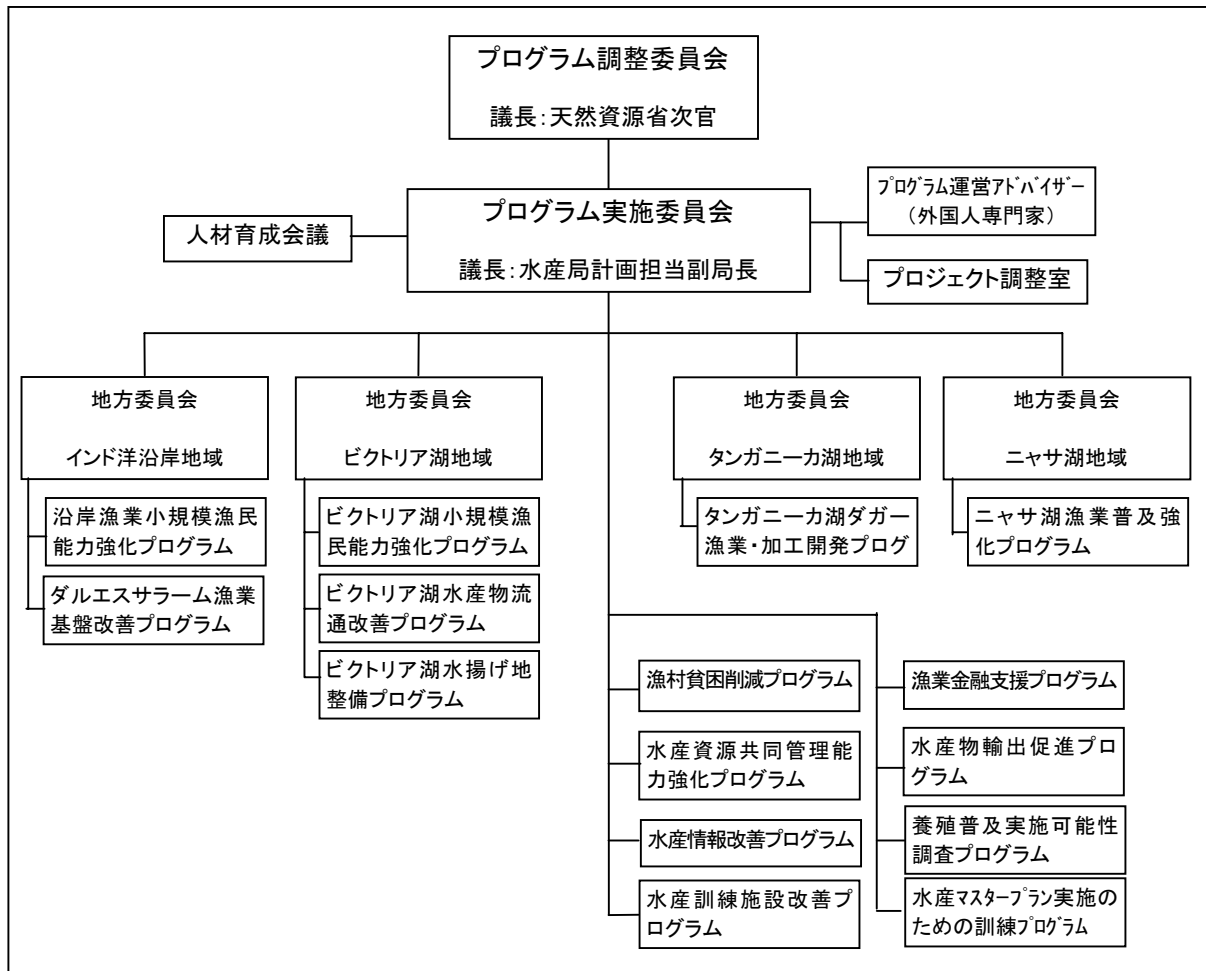 プログラム調整委員会
議長：天然資源省次官
プログラム実施委員会
議長：水産局計画担当副局長
人材育成会議
ﾌﾟﾛｸﾞﾗﾑ運営ｱﾄﾞﾊﾞｲｻﾞｰ
（外国人専門家）
プロジェクト調整室
地方委員会
インド洋沿岸地域
地方委員会
ビクトリア湖地域
地方委員会
タンガニーカ湖地域
地方委員会
ニャサ湖地域
沿岸漁業小規模漁民
能力強化プログラム
ダルエスサラーム漁業
基盤改善プログラム
ビクトリア湖小規模漁
民能力強化プログラム
ビクトリア湖水産物流
通改善プログラム
ビクトリア湖水揚げ地
整備プログラム
タンガニーカ湖ダガー
漁業・加工開発プログ
ニャサ湖漁業普及強
化プログラム
漁村貧困削減プログラム
水産資源共同管理能
力強化プログラム
水産情報改善プログラム
水産訓練施設改善プ
ログラム
漁業金融支援プログラム
水産物輸出促進プロ
グラム
養殖普及実施可能性
調査プログラム
水産ﾏｽﾀｰﾌﾟﾗﾝ実施の
ための訓練ﾌﾟﾛｸﾞﾗﾑ